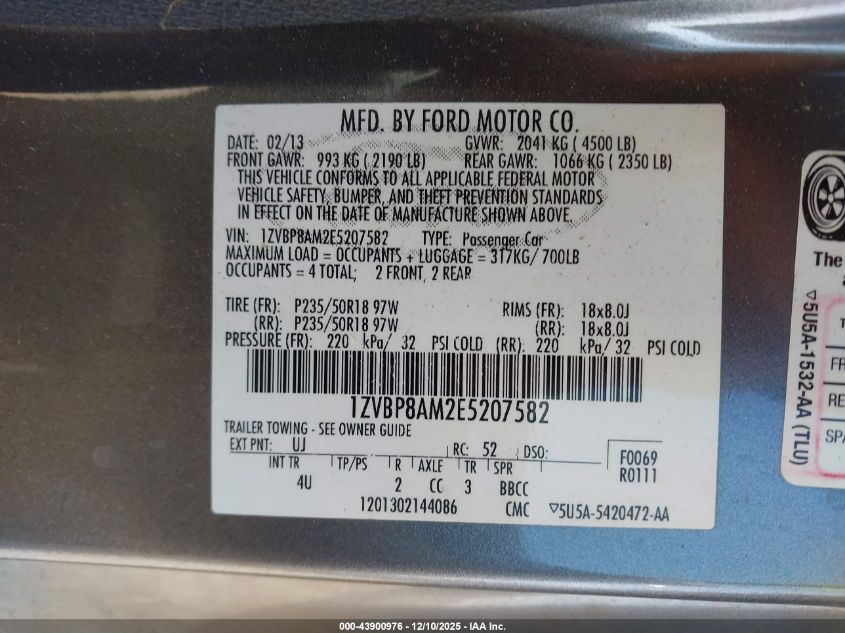 MFD. BY FORD MOTOR CO.
DATE: 02/13 GVWR: 2041 KG ( 4500 LB)
FRONT GAWR: 993 KG ( 2190 LB) REAR GAWR: 1066 KG ( 2350 LB)
THIS VEHICLE CONFORMS TO ALL APPLICABLE FEDERAL MOTOR
VEHICLE SAFETY, BUMPER, AND THEFT PREVENTION STANDARDS
IN EFFECT ON THE DATE OF MANUFACTURE SHOWN ABOVE.
VIN: 1ZVBP8AM2E5207582 TYPE: Passenger Car
MAXIMUM LOAD = OCCUPANTS + LUGGAGE = 317KG/ 700LB
OCCUPANTS = 4 TOTAL; 2 FRONT, 2 REAR
TIRE (FR): P235/50R18 97W RIMS (FR): 18x8.0J
(RR): P235/50R18 97W (RR): 18x8.0J
PRESSURE (FR): 220 kPa/ 32 PSI COLD (RR): 220 kPa/ 32 PSI COLD
1ZVBP8AM2E5207582
TRAILER TOWING - SEE OWNER GUIDE
EXT PNT: UJ RC: 52 DSO: F0069
R0111
INT TR TP/PS R AXLE TR SPR
4U 2 CC 3 BBCC
1201302144086 CMC ▽5U5A-5420472-AA
The
▽5U5A-1532-AA (TLU)
FR
RE
SPA
000-43900976 - 12/10/2025 - IAA Inc.